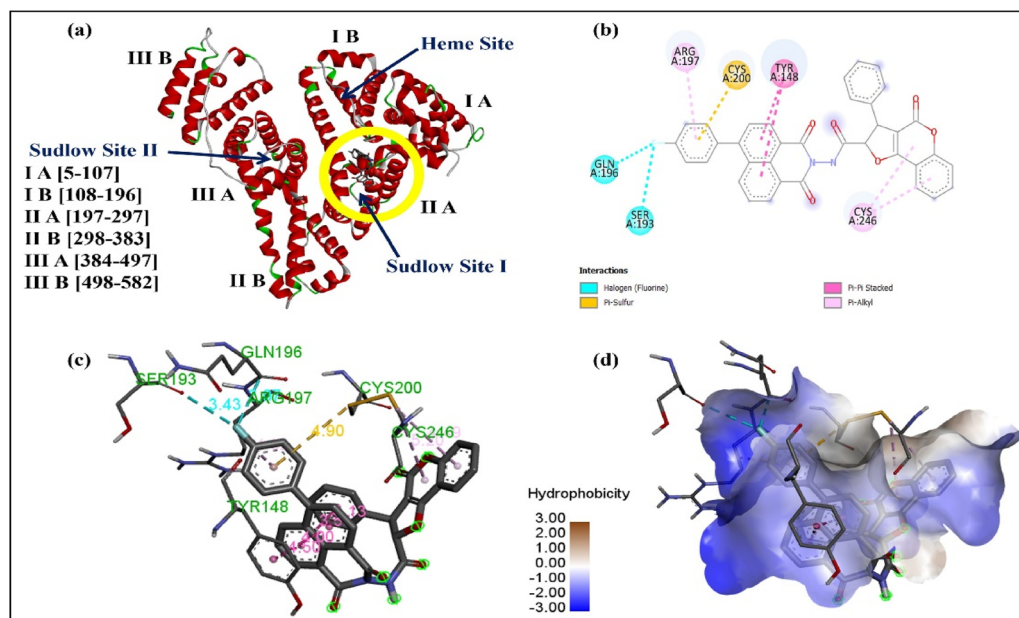 (a)
III B
I B
Heme Site
I A
Sudlow Site II
III A
II A
II B
Sudlow Site I
I A [5-107]
I B [108-196]
II A [197-297]
II B [298-383]
III A [384-497]
III B [498-582]
(b)
ARG
A:197
CYS
A:200
TYR
A:148
GLN
A:196
SER
A:193
CYS
A:246
O
O
O
O
O
O
N
N
H
Interactions
Halogen (Fluorine)
Pi-Sulfur
Pi-Pi Stacked
Pi-Alkyl
(c)
GLN196
SER193
3.43
ARG197
CYS200
4.90
CYS246
TYR148
4.60
(d)
Hydrophobicity
3.00
2.00
1.00
0.00
-1.00
-2.00
-3.00